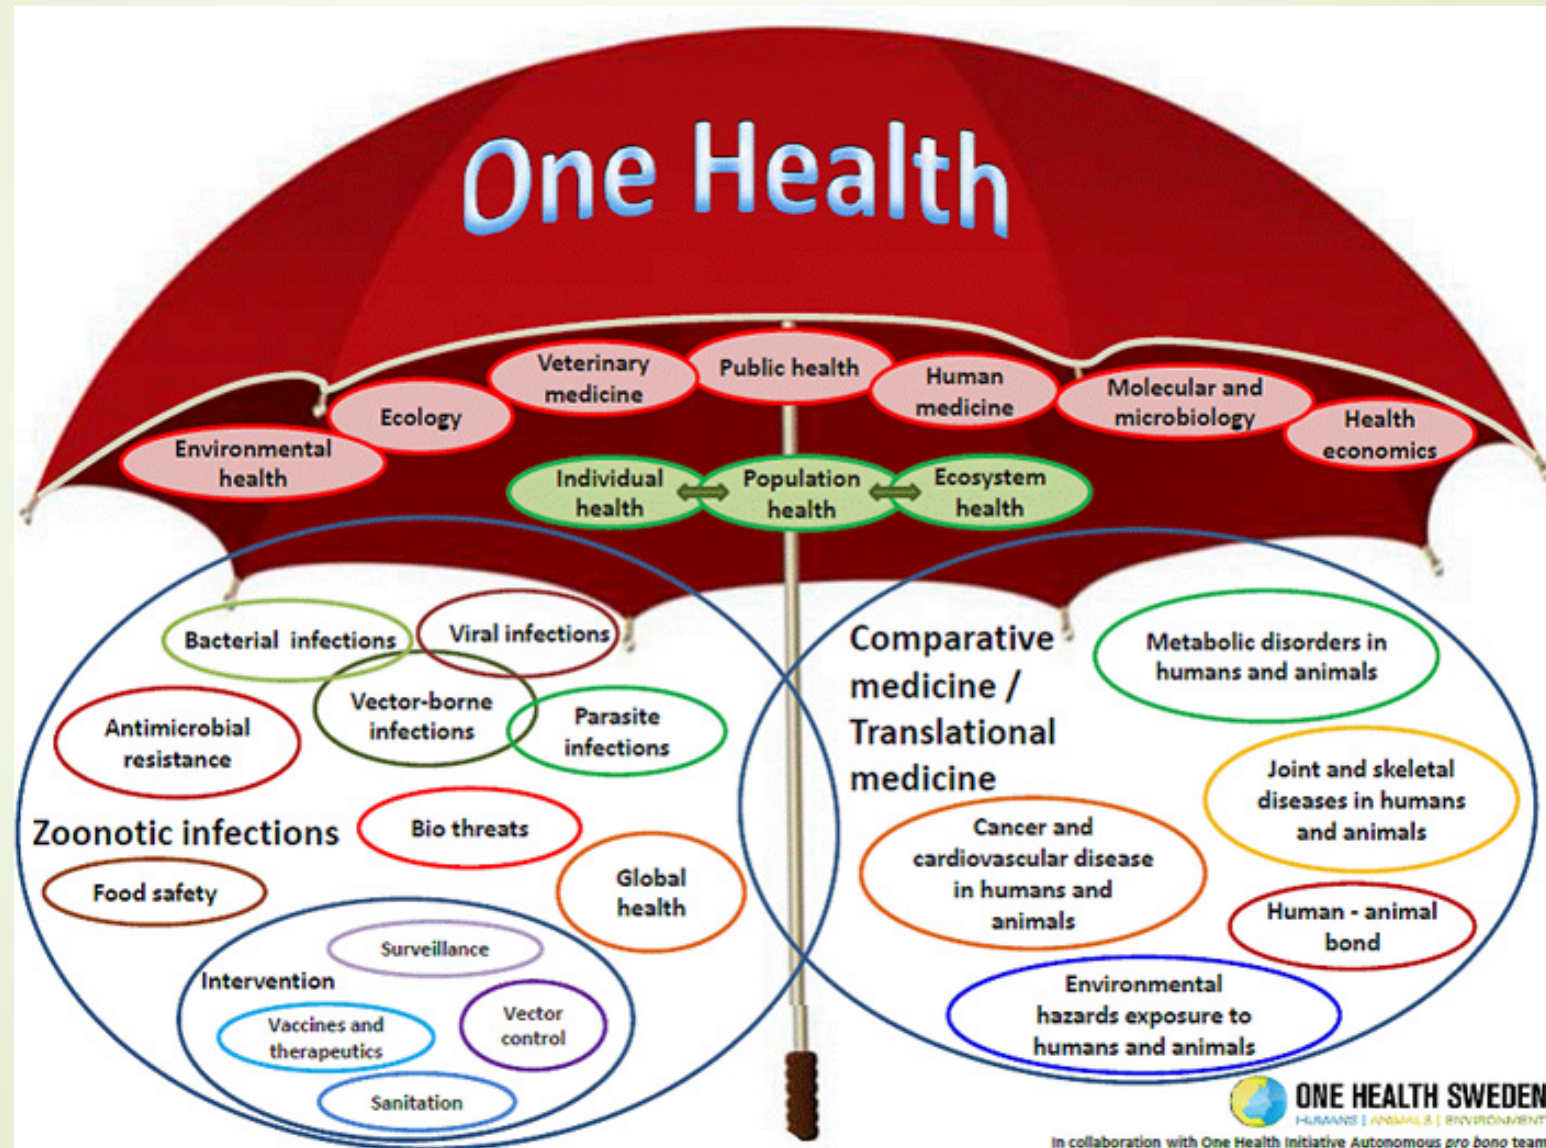 One Health
Public health
Veterinary
medicine
Human
medicine
Ecology
Molecular and
microbiology
Environmental
health
Health
economics
Individual
health
Population
health
Ecosystem
health
Bacterial infections
Viral infections
Vector-borne
infections
Parasite
infections
Antimicrobial
resistance
Zoonotic infections
Bio threats
Food safety
Global
health
Surveillance
Intervention
Vaccines and
therapeutics
Vector
control
Sanitation
Comparative
medicine /
Translational
medicine
Metabolic disorders in
humans and animals
Joint and skeletal
diseases in humans
and animals
Cancer and
cardiovascular disease
in humans and
animals
Human - animal
bond
Environmental
hazards exposure to
humans and animals
ONE HEALTH SWEDEN
HUMANS | ANIMALS | ENVIRONMENT
In collaboration with One Health Initiative Autonomous pro bono team